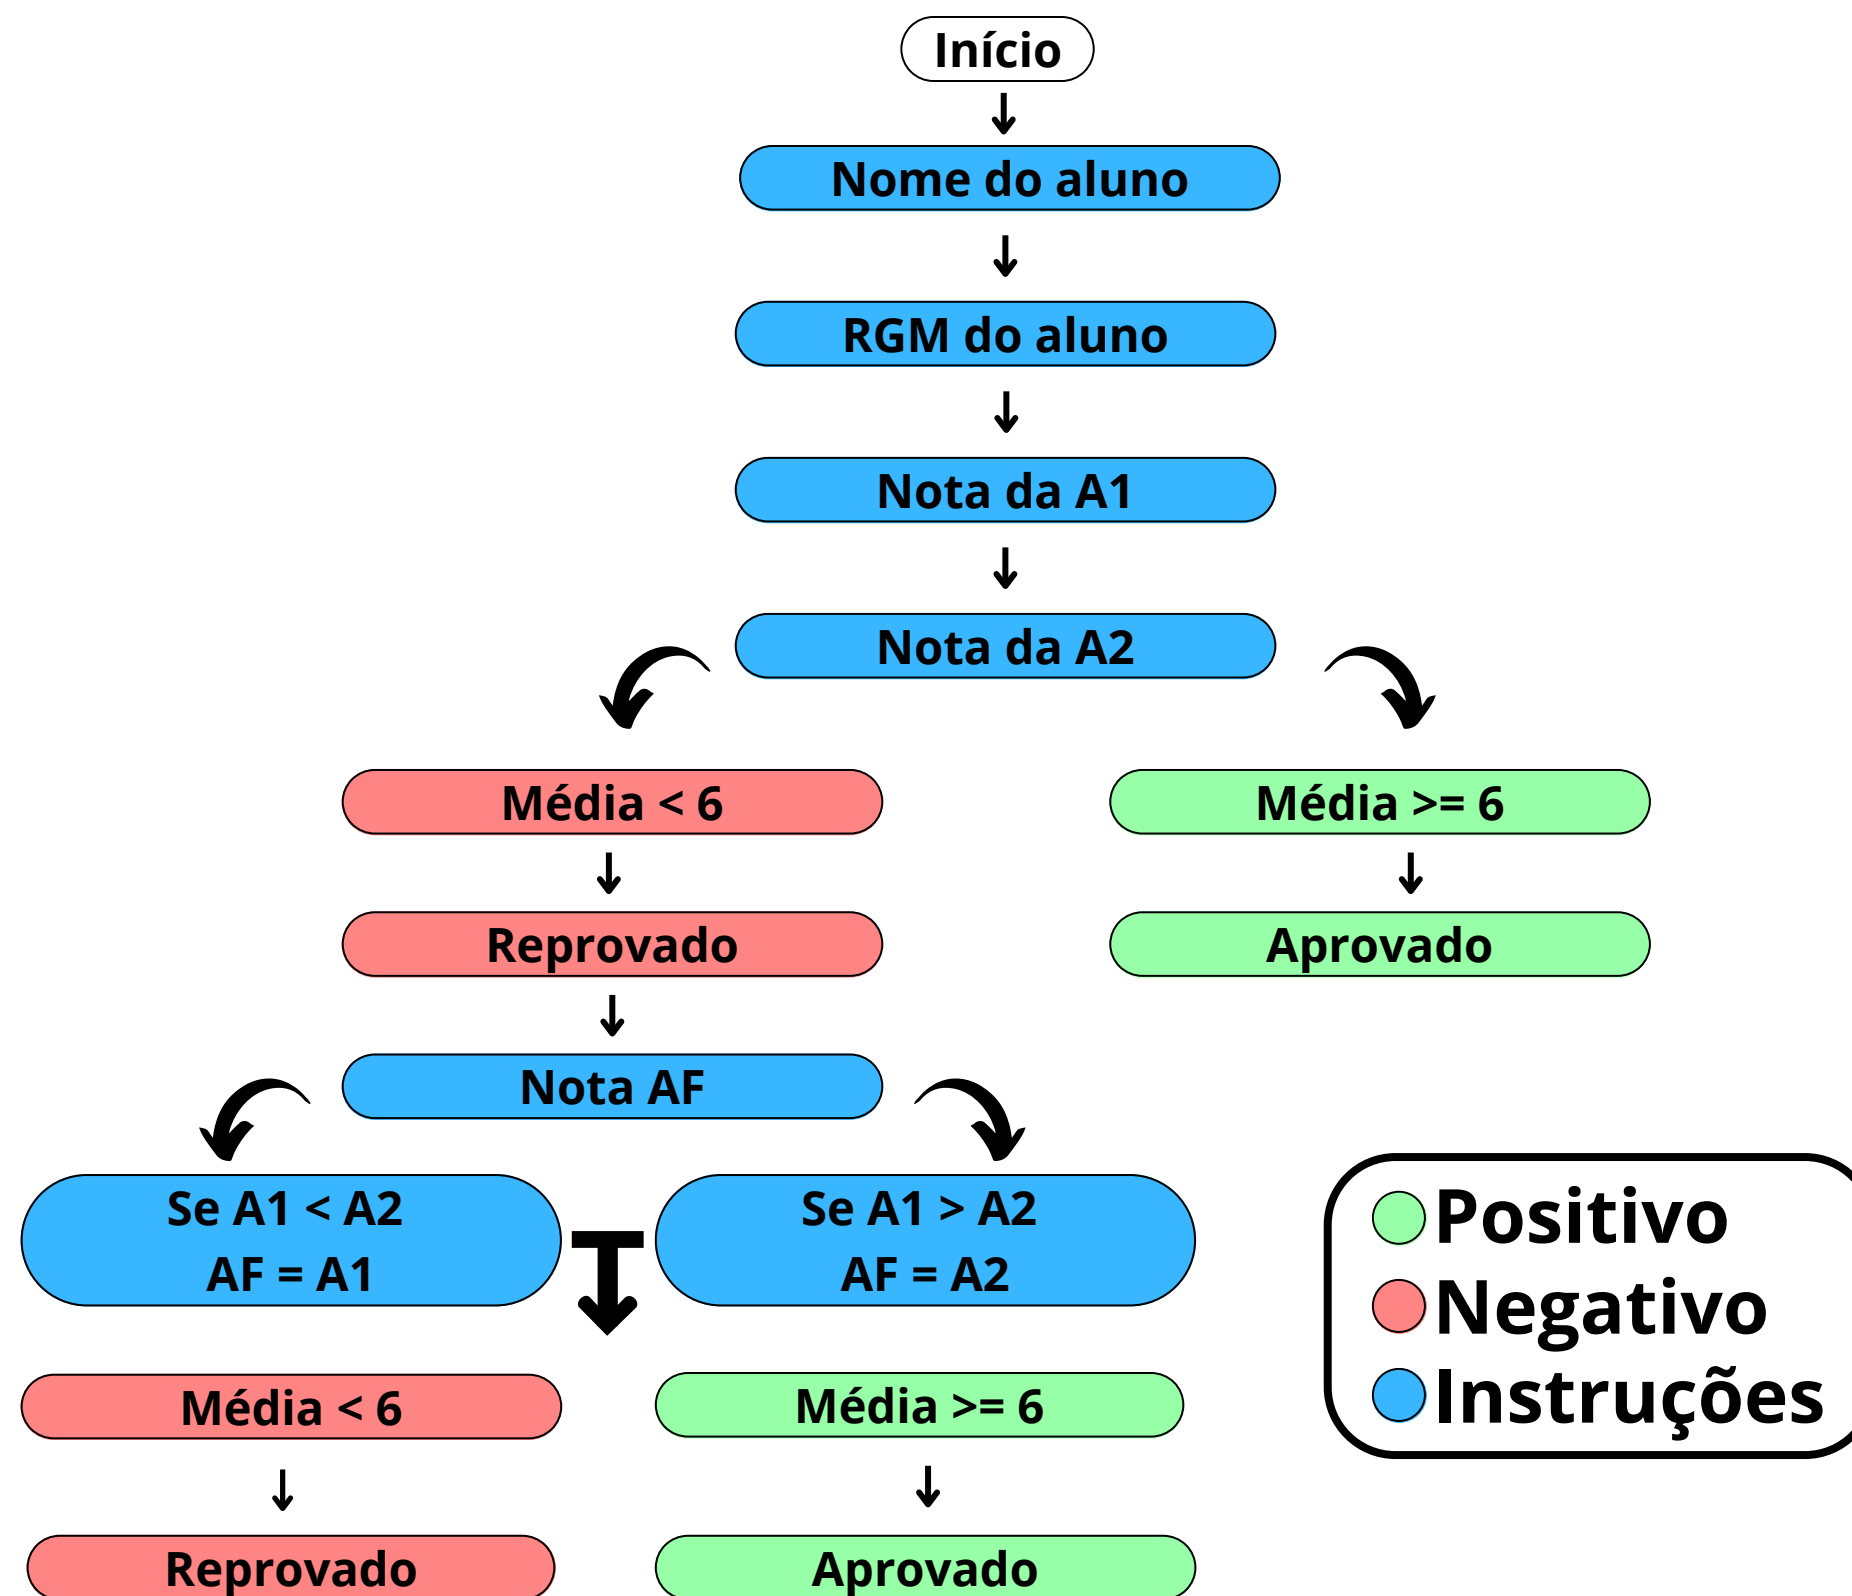 Início
Nome do aluno
RGM do aluno
Nota da A1
Nota da A2
Média < 6
Média >= 6
Reprovado
Aprovado
Nota AF
Se A1 < A2
AF = A1
Se A1 > A2
AF = A2
Média < 6
Média >= 6
Reprovado
Aprovado
Positivo
Negativo
Instruções